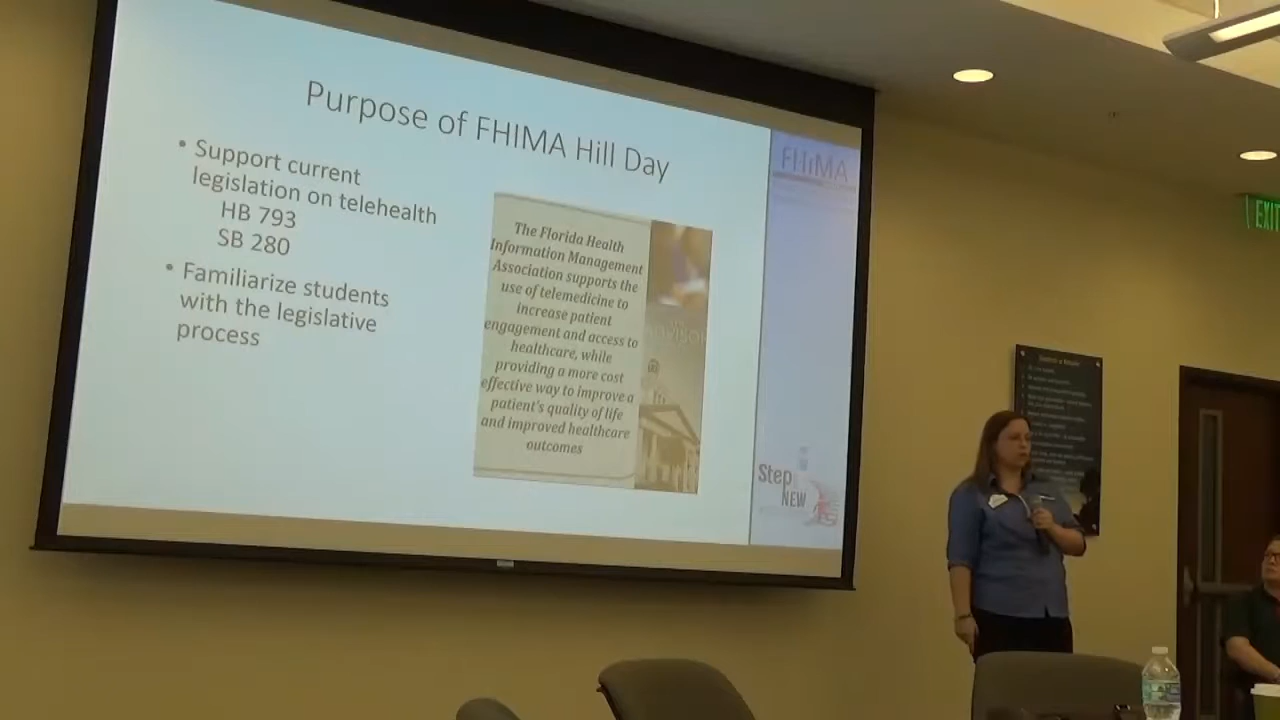 Purpose of FHIMA Hill Day
• Support current
legislation on telehealth
HB 793
SB 280
• Familiarize students
with the legislative
process
The Florida Health
Information Management
Association supports the
use of telemedicine to
increase patient
engagement and access to
healthcare, while
providing a more cost
effective way to improve a
patient's quality of life
and improved healthcare
outcomes
FHIMA
Step
NEW
EXIT